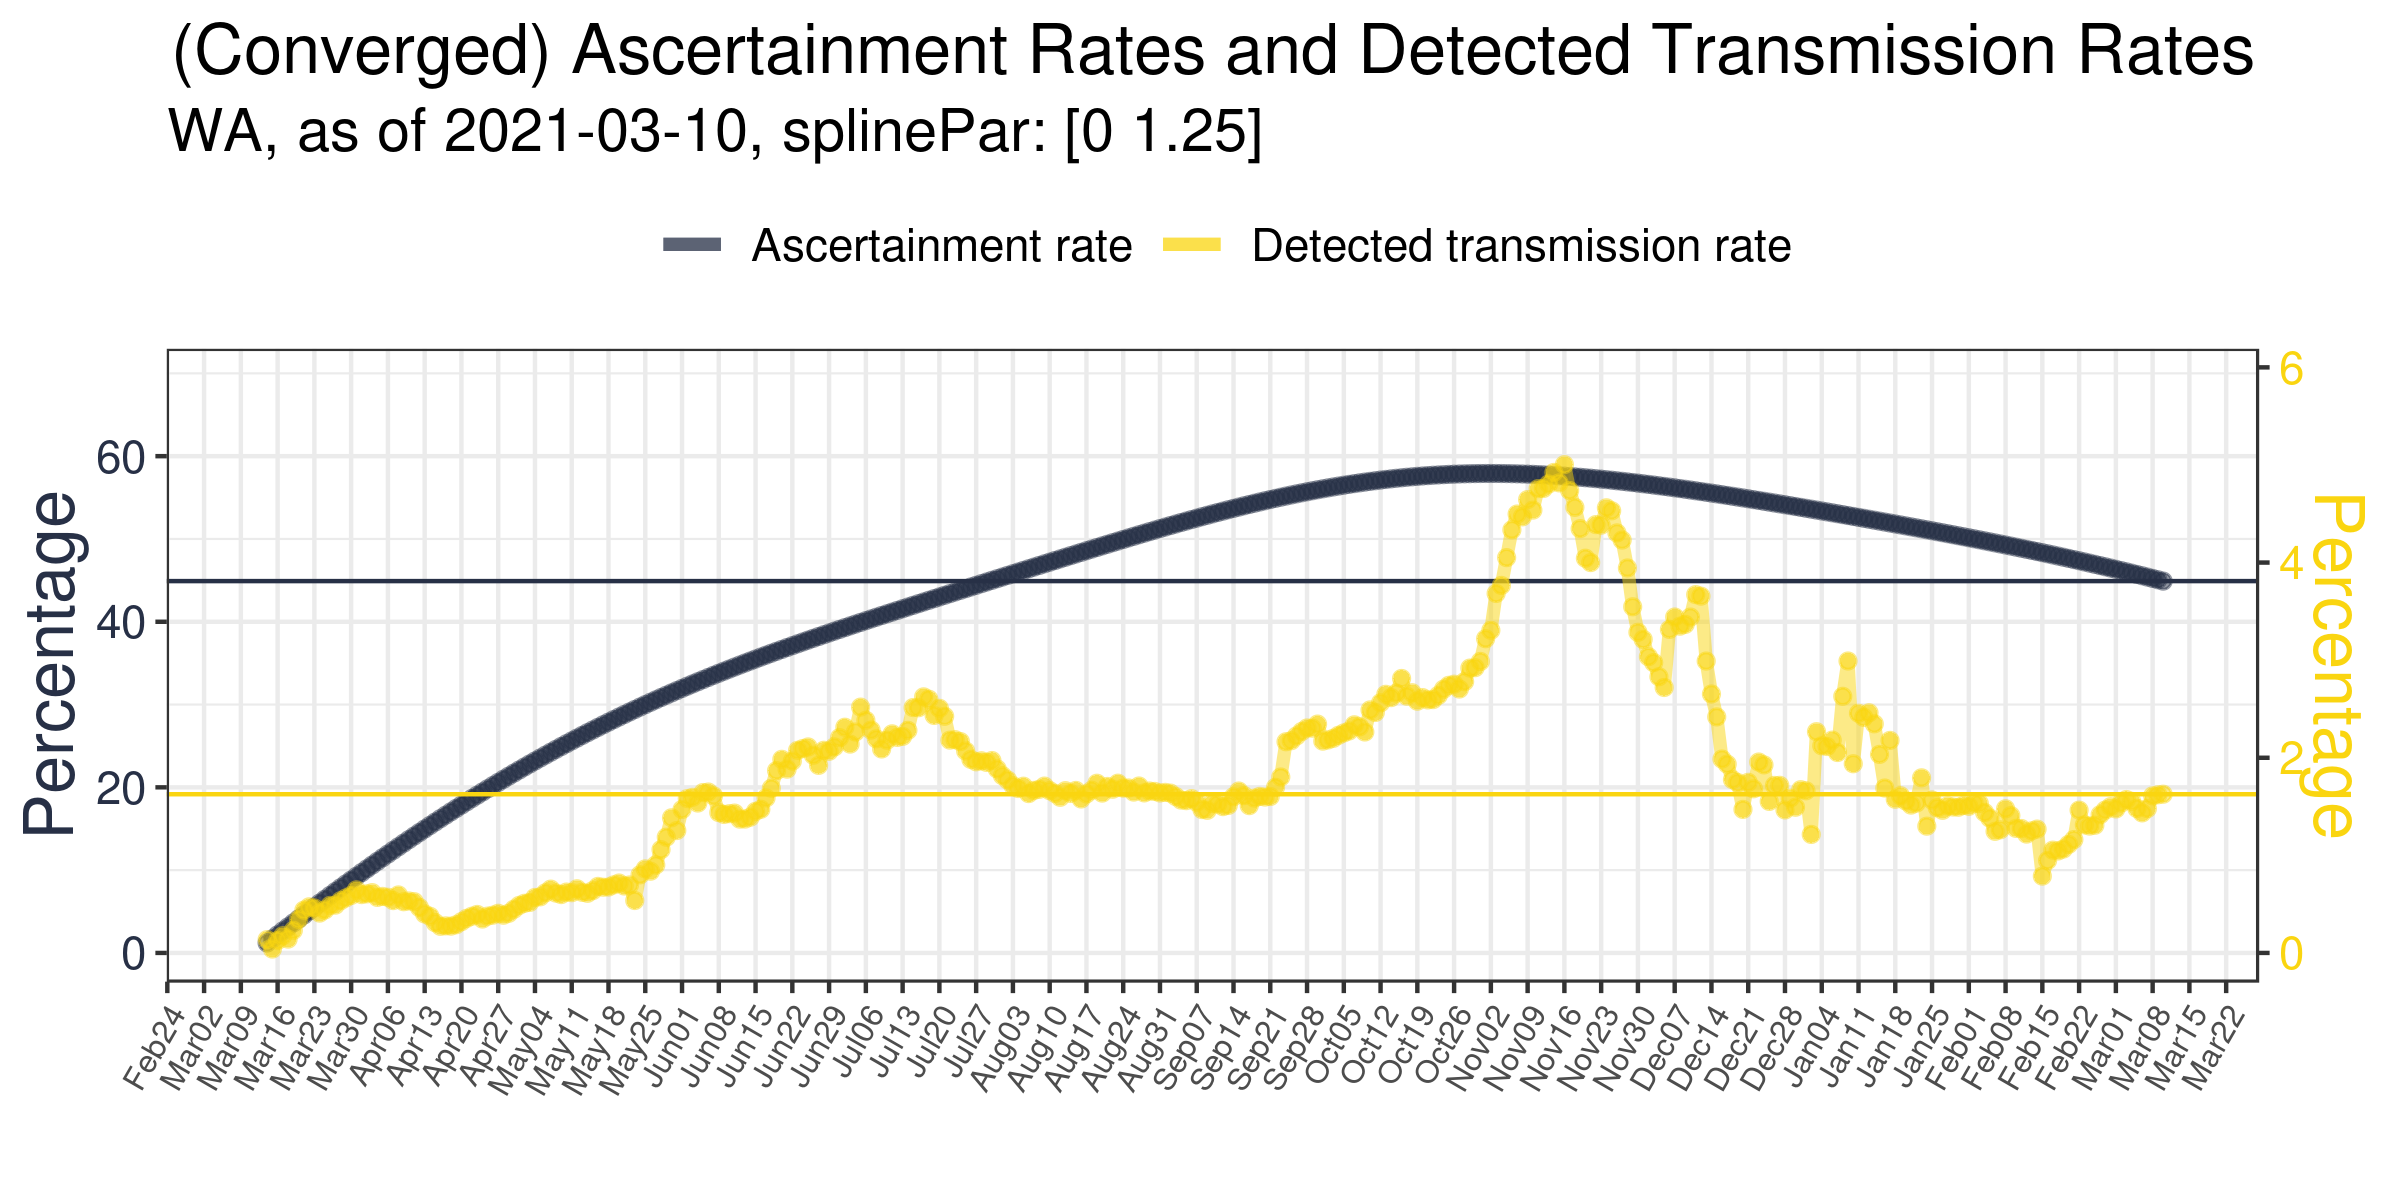 (Converged) Ascertainment Rates and Detected Transmission Rates
WA, as of 2021-03-10, splinePar: [0 1.25]
Ascertainment rate Detected transmission rate
Percentage
60
40
20
0
6
4
2
0
Percentage
Feb24 Mar02 Mar09 Mar16 Mar23 Mar30 Apr06 Apr13 Apr20 Apr27 May04 May11 May18 May25 Jun01 Jun08 Jun15 Jun22 Jun29 Jul06 Jul13 Jul20 Jul27 Aug03 Aug10 Aug17 Aug24 Aug31 Sep07 Sep14 Sep21 Sep28 Oct05 Oct12 Oct19 Oct26 Nov02 Nov09 Nov16 Nov23 Nov30 Dec07 Dec14 Dec21 Dec28 Jan04 Jan11 Jan18 Jan25 Feb01 Feb08 Feb15 Feb22 Mar01 Mar08 Mar15 Mar22